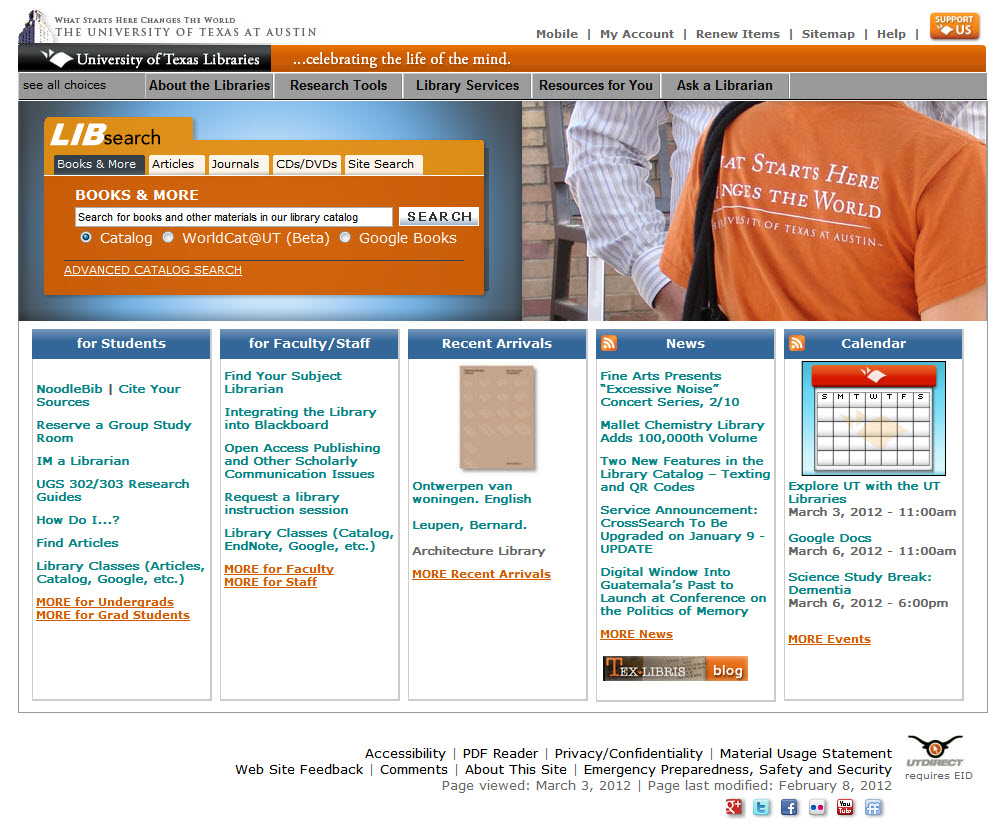 WHAT STARTS HERE CHANGES THE WORLD
THE UNIVERSITY OF TEXAS AT AUSTIN
Mobile | My Account | Renew Items | Sitemap | Help |
SUPPORT
US
University of Texas Libraries
...celebrating the life of the mind.
see all choices
About the Libraries
Research Tools
Library Services
Resources for You
Ask a Librarian
LIBsearch
Books & More
Articles
Journals
CDs/DVDs
Site Search
BOOKS & MORE
Search for books and other materials in our library catalog
SEARCH
Catalog WorldCat@UT (Beta) Google Books
ADVANCED CATALOG SEARCH
HAT STARTS HERE
NGES THE WORLD
UNIVERSITY OF TEXAS AT AUSTIN
for Students
NoodleBib | Cite Your
Sources
Reserve a Group Study
Room
IM a Librarian
UGS 302/303 Research
Guides
How Do I...?
Find Articles
Library Classes (Articles,
Catalog, Google, etc.)
MORE for Undergrads
MORE for Grad Students
for Faculty/Staff
Find Your Subject
Librarian
Integrating the Library
into Blackboard
Open Access Publishing
and Other Scholarly
Communication Issues
Request a library
instruction session
Library Classes (Catalog,
EndNote, Google, etc.)
MORE for Faculty
MORE for Staff
Recent Arrivals
Ontwerpen van
woningen. English
Leupen, Bernard.
Architecture Library
MORE Recent Arrivals
News
Fine Arts Presents
“Excessive Noise”
Concert Series, 2/10
Mallet Chemistry Library
Adds 100,000th Volume
Two New Features in the
Library Catalog – Texting
and QR Codes
Service Announcement:
CrossSearch To Be
Upgraded on January 9 -
UPDATE
Digital Window Into
Guatemala’s Past to
Launch at Conference on
the Politics of Memory
MORE News
TEX-LIBRIS blog
Calendar
S M T W T F S
Explore UT with the UT
Libraries
March 3, 2012 - 11:00am
Google Docs
March 6, 2012 - 11:00am
Science Study Break:
Dementia
March 6, 2012 - 6:00pm
MORE Events
Accessibility | PDF Reader | Privacy/Confidentiality | Material Usage Statement
Web Site Feedback | Comments | About This Site | Emergency Preparedness, Safety and Security
Page viewed: March 3, 2012 | Page last modified: February 8, 2012
UTDIRECT
requires EID
g+
t
f
You Tube
ff